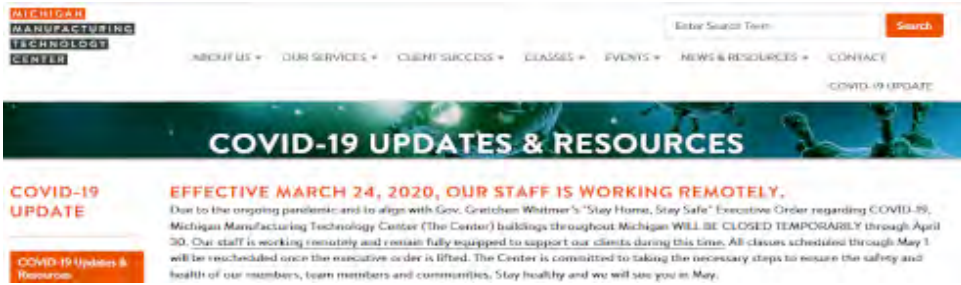 MICHIGAN
MANUFACTURING
TECHNOLOGY
CENTER
Enter Search Term
Search
ABOUT US
OUR SERVICES
CLIENT SUCCESS
CLASSES
EVENTS
NEWS & RESOURCES
CONTACT
COVID-19 UPDATE
COVID-19 UPDATES & RESOURCES
COVID-19
UPDATE
COVID-19 Updates &
Resources
EFFECTIVE MARCH 24, 2020, OUR STAFF IS WORKING REMOTELY.
Due to the ongoing pandemic and to align with Gov. Gretchen Whitmer's "Stay Home, Stay Safe" Executive Order regarding COVID-19,
Michigan Manufacturing Technology Center (The Center) buildings throughout Michigan WILL BE CLOSED TEMPORARILY through April
30. Our staff is working remotely and remain fully equipped to support our clients during this time. All classes scheduled through May 1
will be rescheduled once the executive order is lifted. The Center is committed to taking the necessary steps to ensure the safety and
health of our members, team members and communities. Stay healthy and we will see you in May.